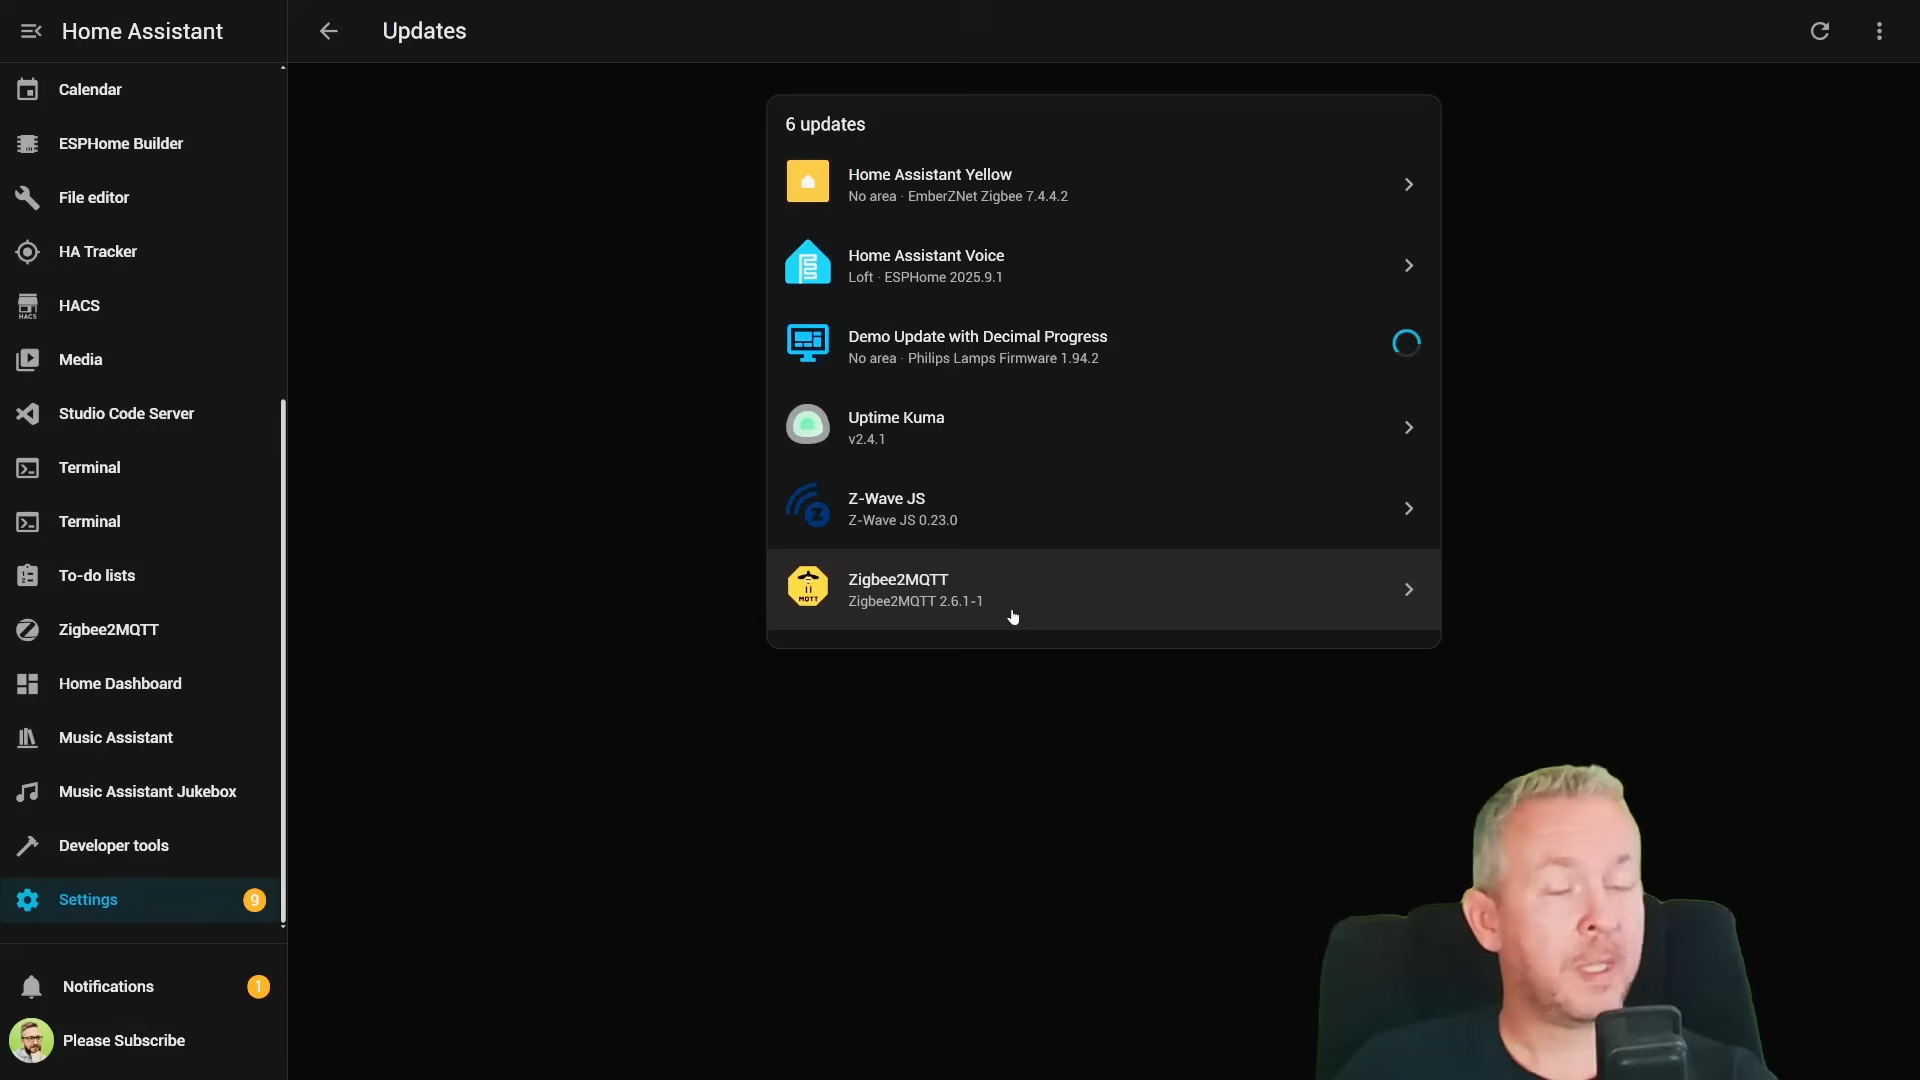 Home Assistant
Updates
Calendar
ESPHome Builder
File editor
HA Tracker
HACS
HACS
Media
Studio Code Server
Terminal
Terminal
To-do lists
Zigbee2MQTT
Home Dashboard
Music Assistant
Music Assistant Jukebox
Developer tools
Settings
9
Notifications
1
Please Subscribe
6 updates
Home Assistant Yellow
No area · EmberZNet Zigbee 7.4.4.2
Home Assistant Voice
Loft · ESPHome 2025.9.1
Demo Update with Decimal Progress
No area · Philips Lamps Firmware 1.94.2
Uptime Kuma
v2.4.1
Z
Z-Wave JS
Z-Wave JS 0.23.0
MQTT
Zigbee2MQTT
Zigbee2MQTT 2.6.1-1